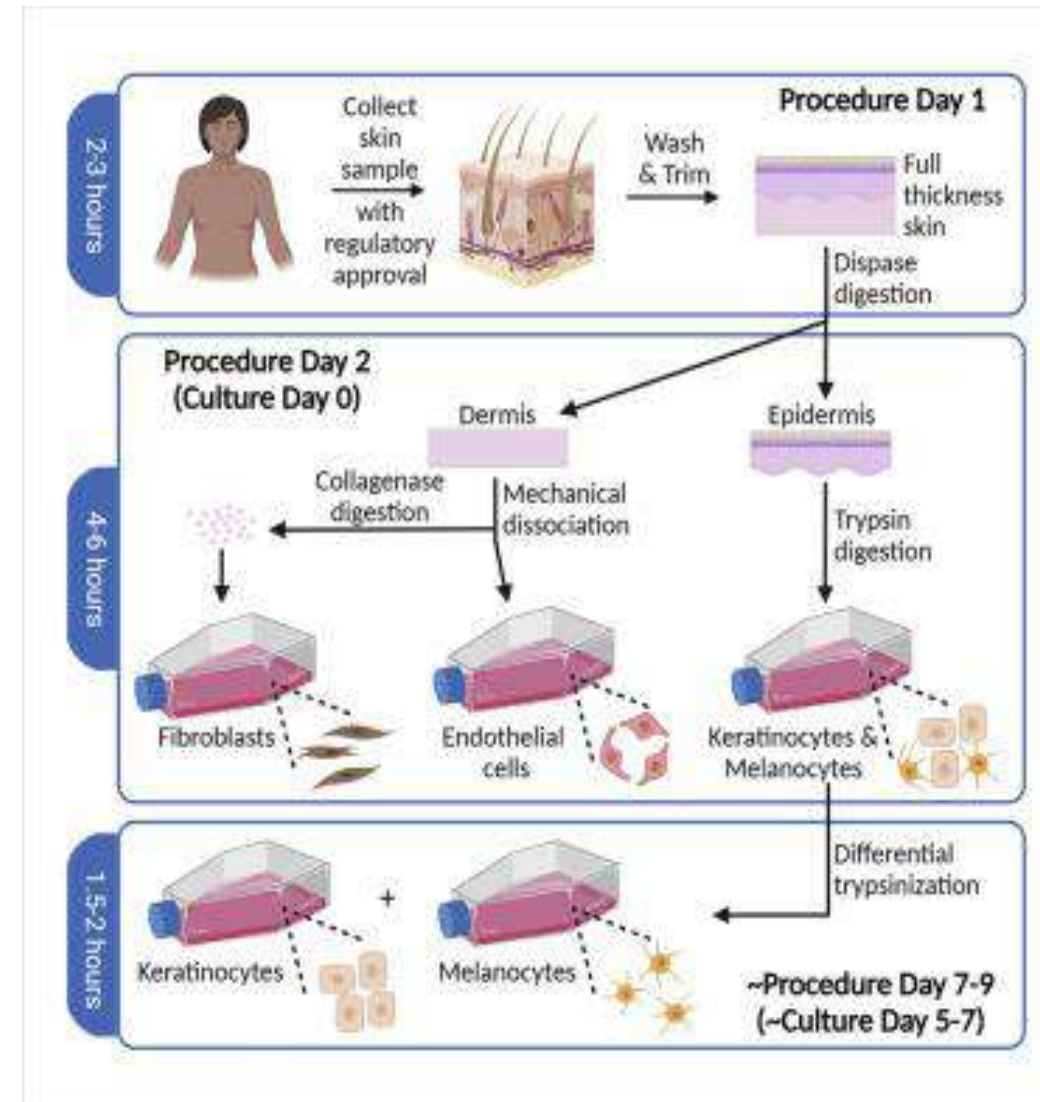 Procedure Day 1
2-3 hours
Collect
skin
sample
with
regulatory
approval
Wash
& Trim
Full
thickness
skin
Dispase
digestion
Procedure Day 2
(Culture Day 0)
4-6 hours
Dermis
Epidermis
Collagenase
digestion
Mechanical
dissociation
Trypsin
digestion
Fibroblasts
Endothelial
cells
Keratinocytes &
Melanocytes
1.5-2 hours
Differential
trypsinization
Keratinocytes
+
Melanocytes
~Procedure Day 7-9
(~Culture Day 5-7)